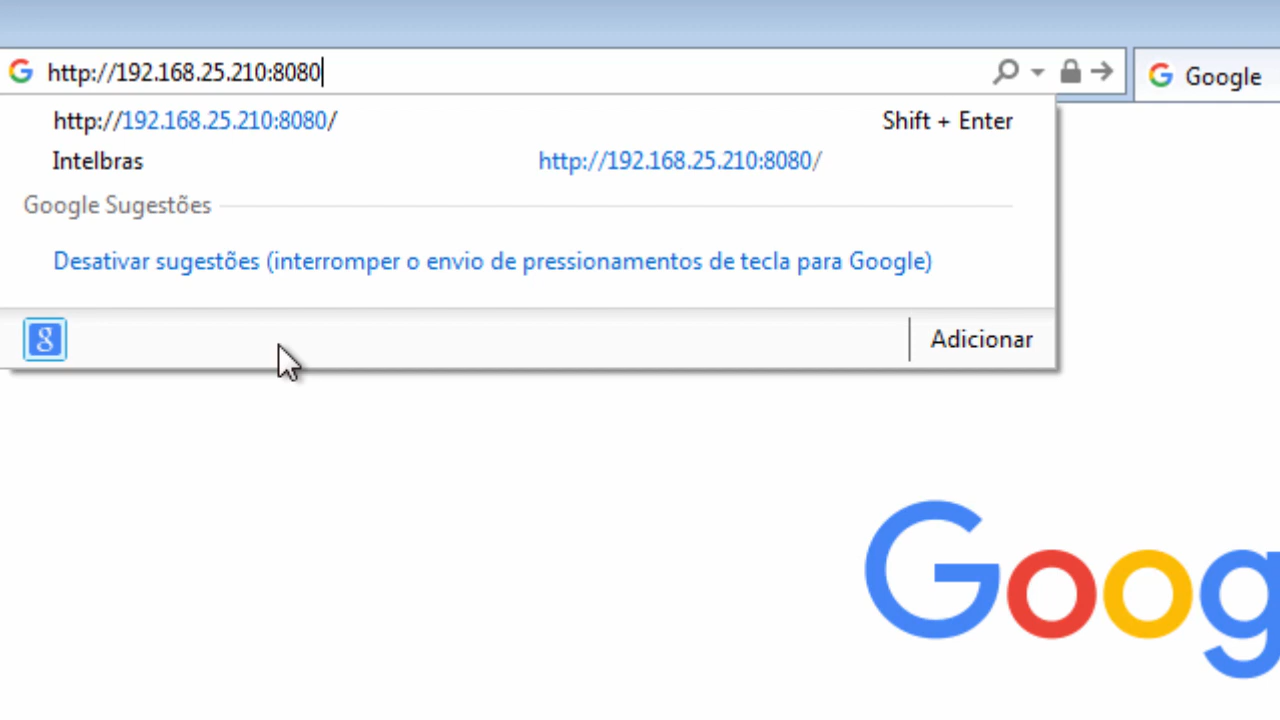 http://192.168.25.210:8080
Google
http://192.168.25.210:8080/ Shift + Enter
Intelbras http://192.168.25.210:8080/
Google Sugestões
Desativar sugestões (interromper o envio de pressionamentos de tecla para Google)
g
Adicionar
Goog